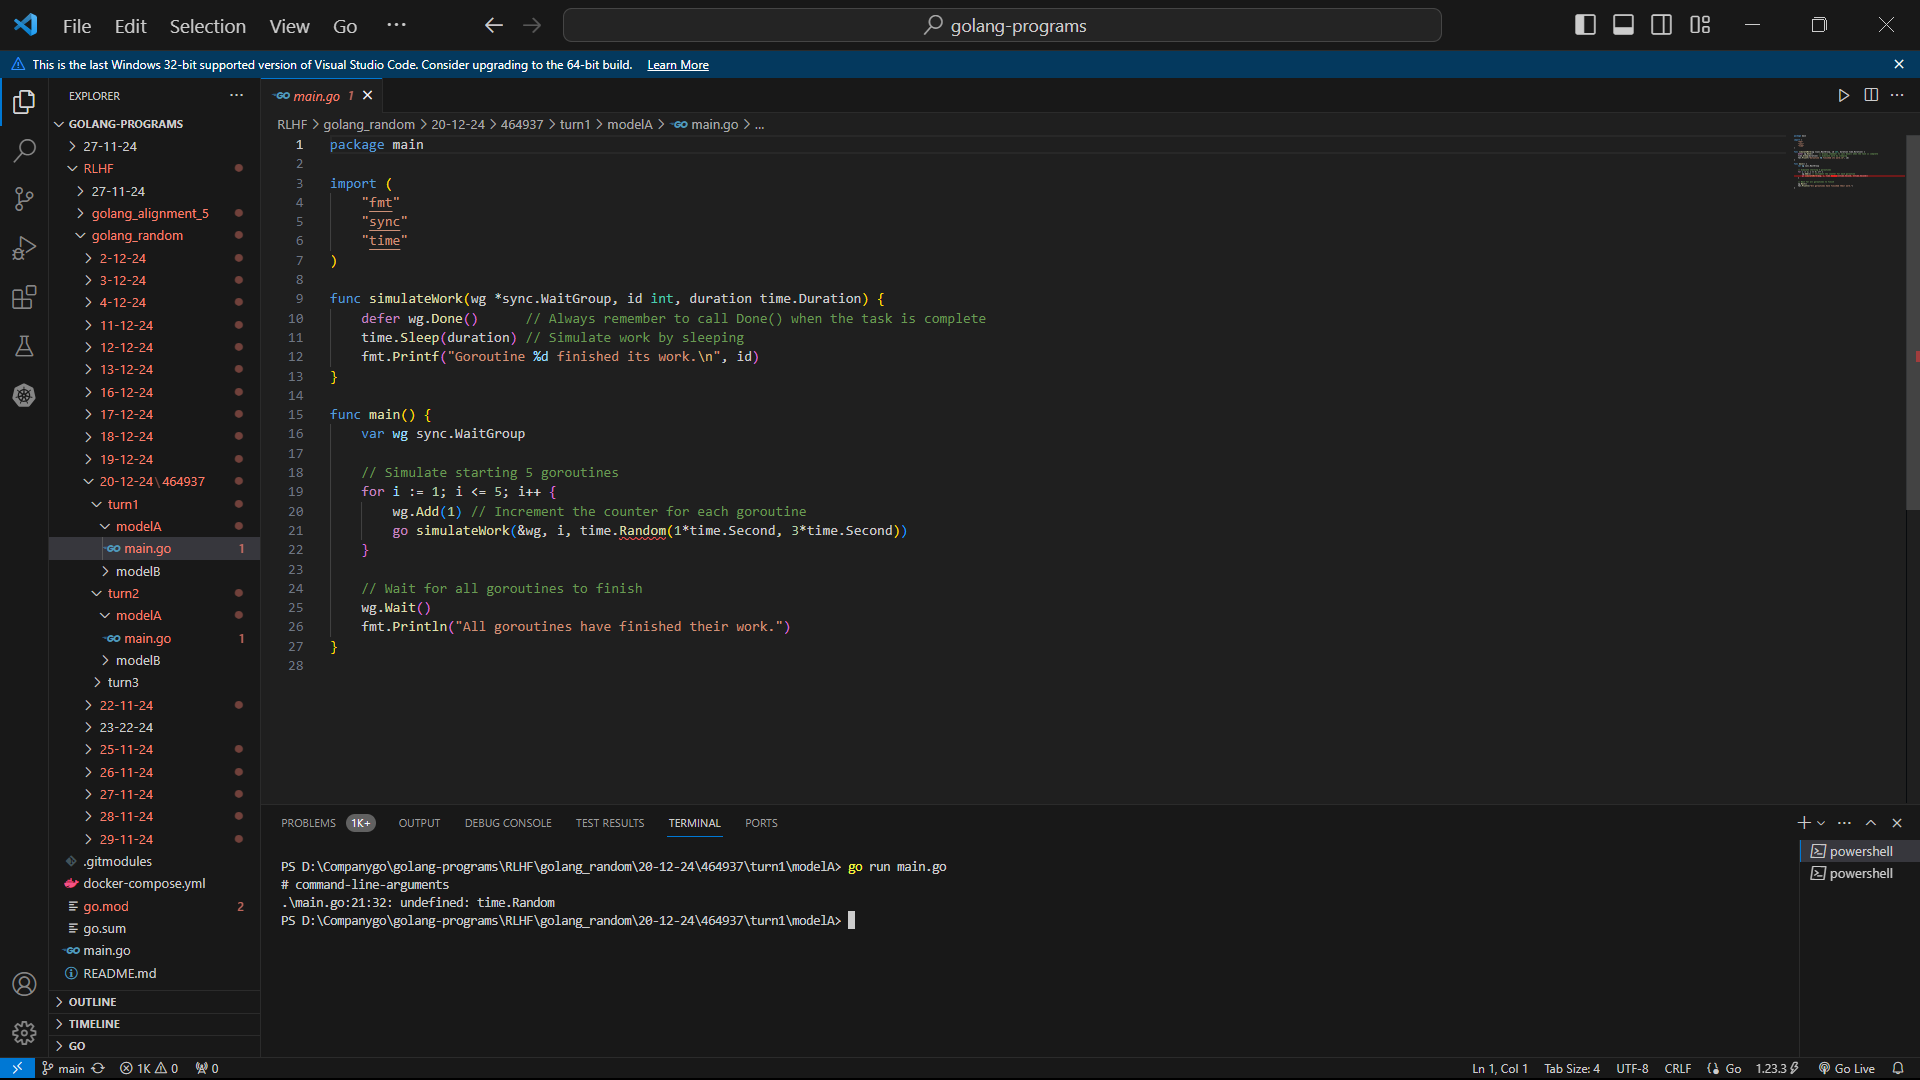 File Edit Selection View Go ··· golang-programs
This is the last Windows 32-bit supported version of Visual Studio Code. Consider upgrading to the 64-bit build. Learn More
EXPLORER ···
GOLANG-PROGRAMS
27-11-24
RLHF
27-11-24
golang_alignment_5
golang_random
2-12-24
3-12-24
4-12-24
11-12-24
12-12-24
13-12-24
16-12-24
17-12-24
18-12-24
19-12-24
20-12-24\464937
turn1
modelA
GO main.go 1
modelB
turn2
modelA
GO main.go 1
modelB
turn3
22-11-24
23-22-24
25-11-24
26-11-24
27-11-24
28-11-24
29-11-24
.gitmodules
docker-compose.yml
go.mod 2
go.sum
GO main.go
README.md
OUTLINE
TIMELINE
GO
GO main.go 1
RLHF > golang_random > 20-12-24 > 464937 > turn1 > modelA > GO main.go > ...
1 package main
2
3 import (
4 "fmt"
5 "sync"
6 "time"
7 )
8
9 func simulateWork(wg *sync.WaitGroup, id int, duration time.Duration) {
10 defer wg.Done() // Always remember to call Done() when the task is complete
11 time.Sleep(duration) // Simulate work by sleeping
12 fmt.Printf("Goroutine %d finished its work.\n", id)
13 }
14
15 func main() {
16 var wg sync.WaitGroup
17
18 // Simulate starting 5 goroutines
19 for i := 1; i <= 5; i++ {
20 wg.Add(1) // Increment the counter for each goroutine
21 go simulateWork(&wg, i, time.Random(1*time.Second, 3*time.Second))
22 }
23
24 // Wait for all goroutines to finish
25 wg.Wait()
26 fmt.Println("All goroutines have finished their work.")
27 }
28
PROBLEMS 1K+ OUTPUT DEBUG CONSOLE TEST RESULTS TERMINAL PORTS
PS D:\Companygo\golang-programs\RLHF\golang_random\20-12-24\464937\turn1\modelA> go run main.go
# command-line-arguments
.\main.go:21:32: undefined: time.Random
PS D:\Companygo\golang-programs\RLHF\golang_random\20-12-24\464937\turn1\modelA>
powershell
powershell
main 1K 0 0 Ln 1, Col 1 Tab Size: 4 UTF-8 CRLF Go 1.23.3 Go Live